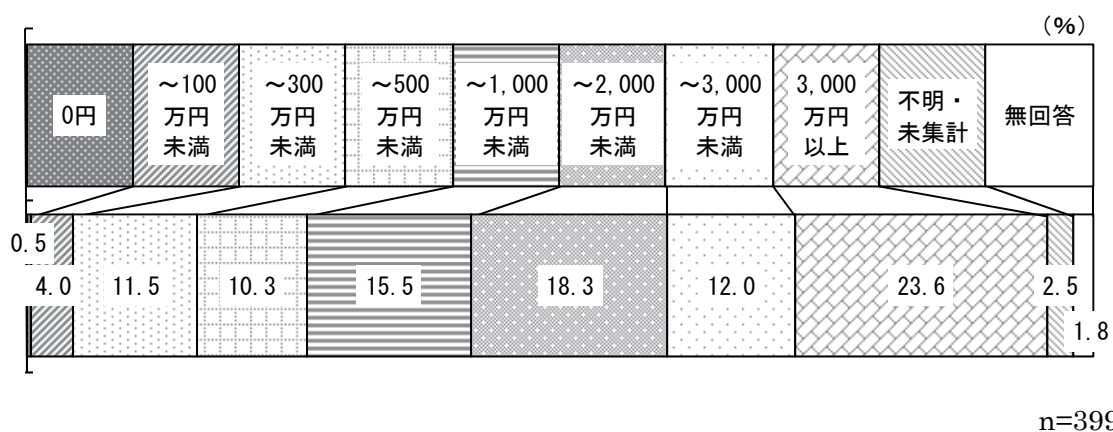 （%）
0円
～100
万円
未満
～300
万円
未満
～500
万円
未満
～1,000
万円
未満
～2,000
万円
未満
～3,000
万円
未満
3,000
万円
以上
不明・
未集計
無回答
0.5
4.0
11.5
10.3
15.5
18.3
12.0
23.6
2.5
1.8
n=399